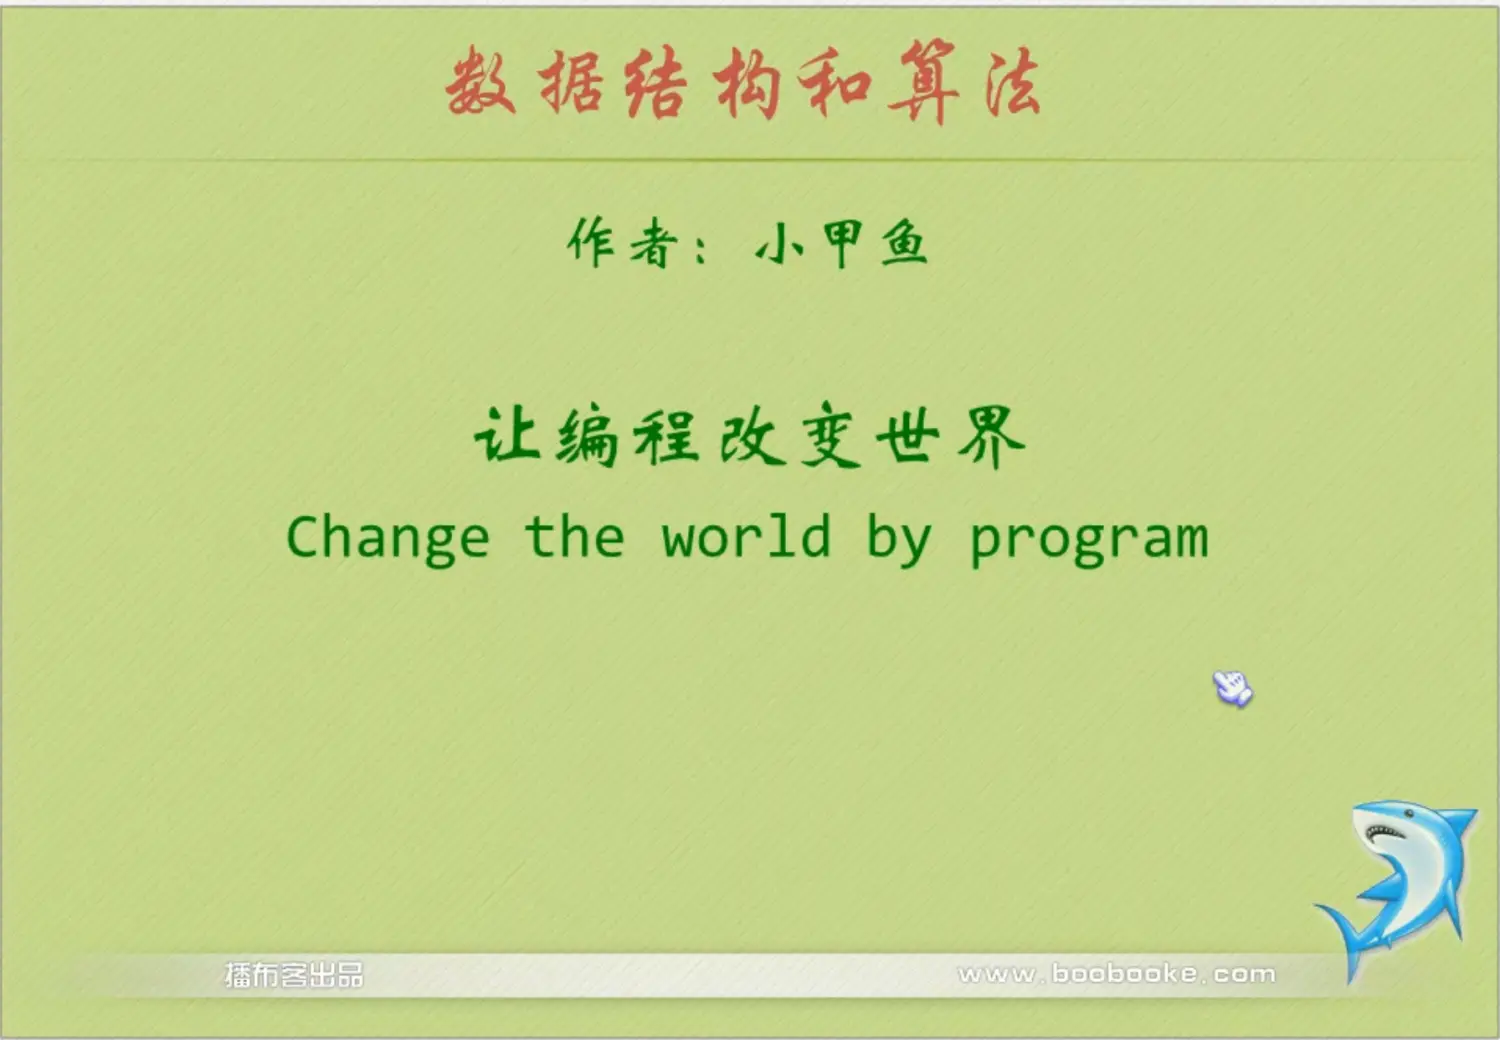 数据结构和算法
作者：小甲鱼
让编程改变世界
Change the world by program
播布客出品
www.boobooke.com